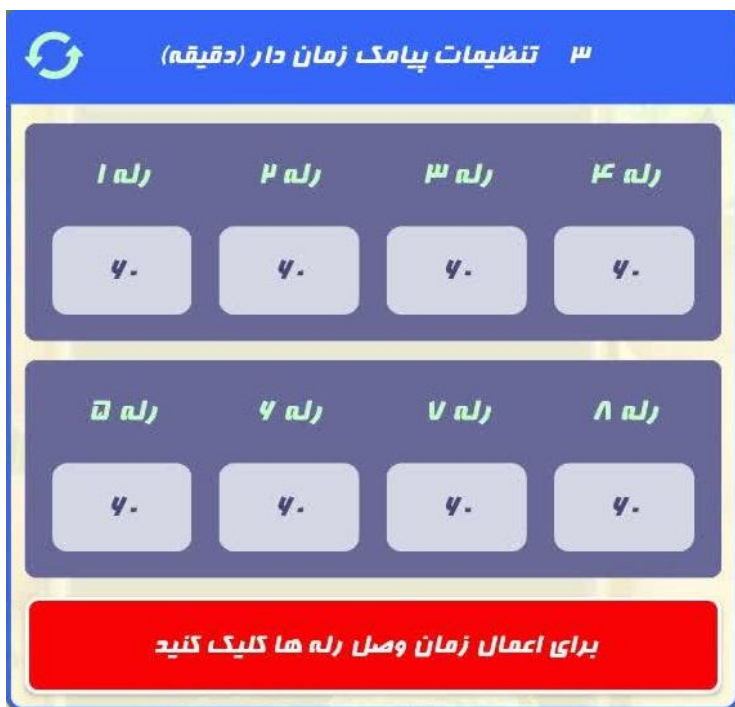 ۳ تنظیمات پیامک زمان دار (دقیقه)
رله ۱ رله ۲ رله ۳ رله ۴
۶۰ ۶۰ ۶۰ ۶۰
رله ۵ رله ۶ رله ۷ رله ۸
۶۰ ۶۰ ۶۰ ۶۰
برای اعمال زمان وصل رله ها کلیک کنید